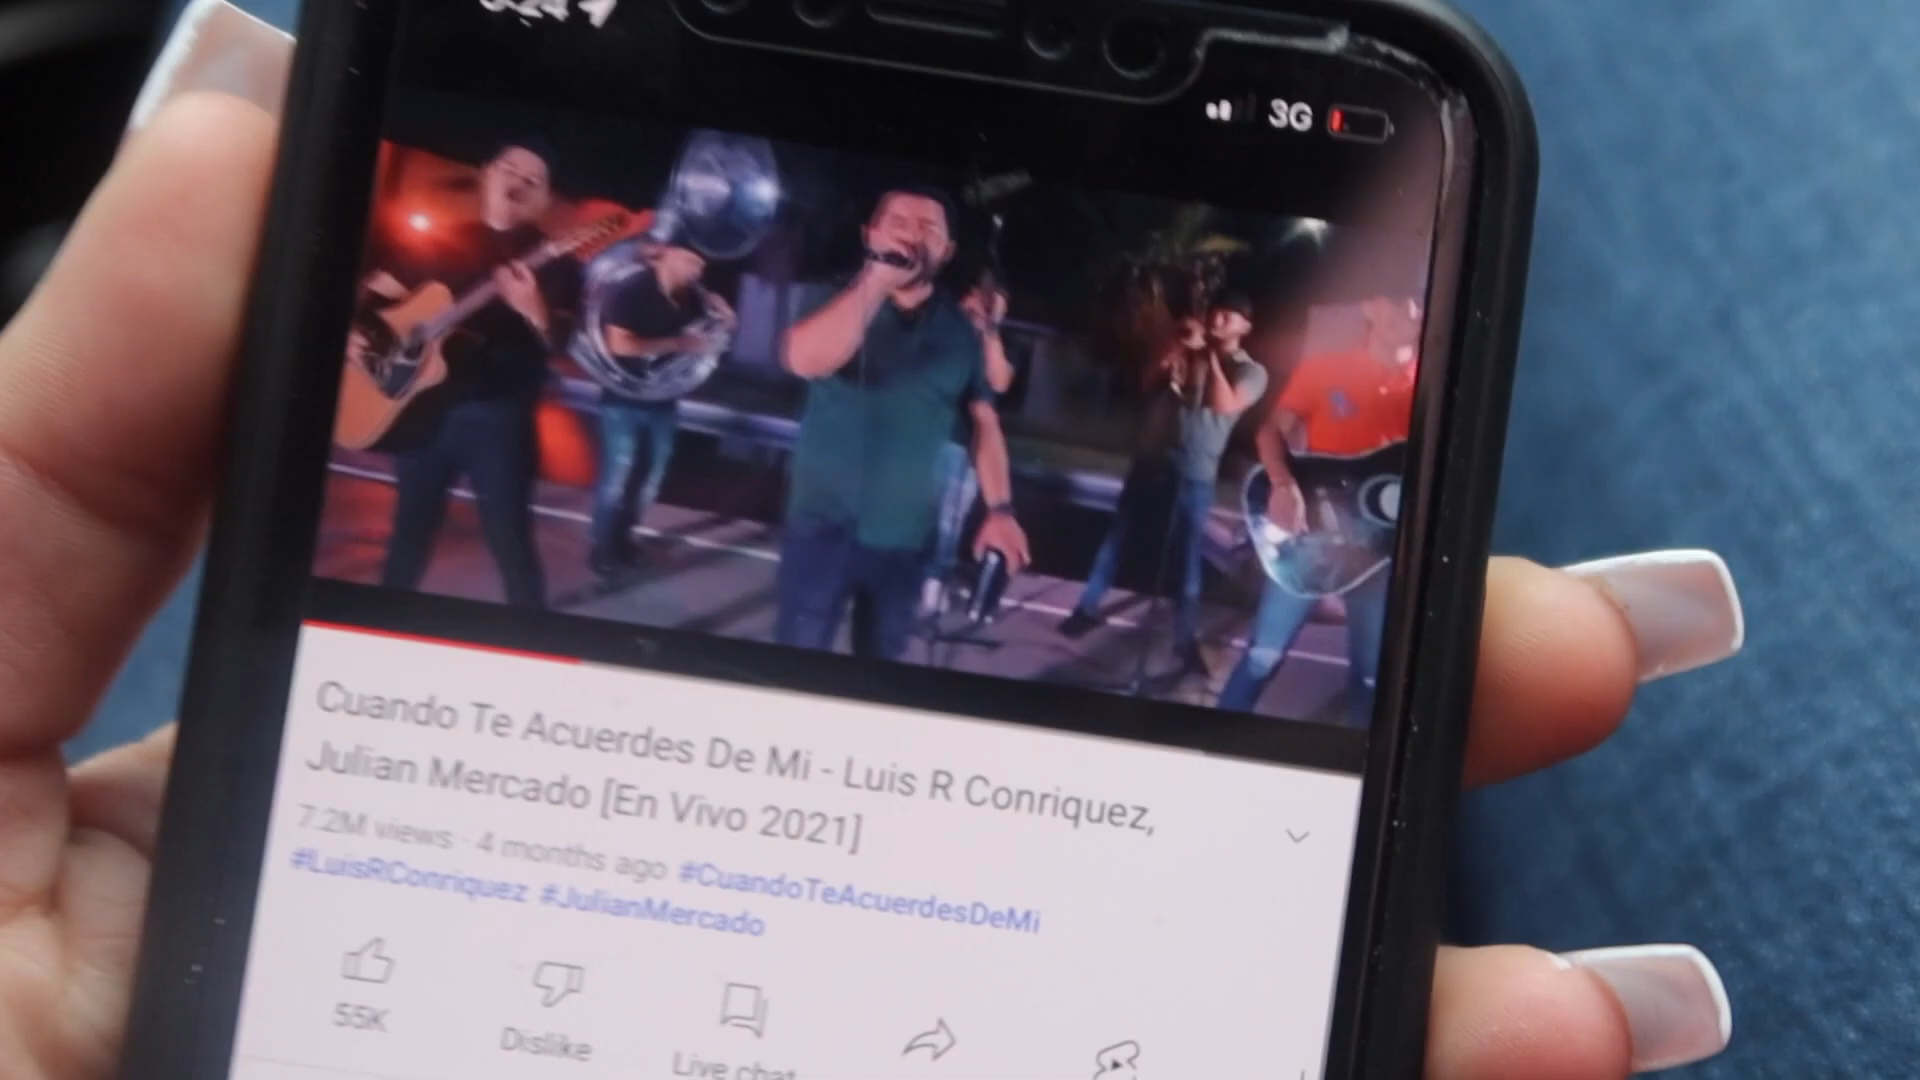 3G
Cuando Te Acuerdes De Mi - Luis R Conriquez,
Julian Mercado [En Vivo 2021]
7.2M views · 4 months ago #CuandoTeAcuerdesDeMi
#LuisRConriquez #JulianMercado
55K
Dislike
Live chat